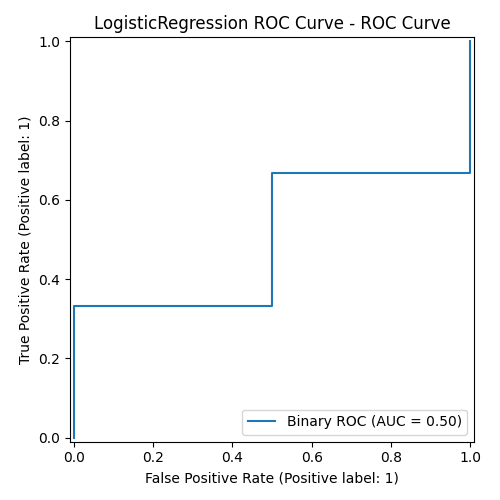 LogisticRegression ROC Curve - ROC Curve
1.0
0.8
0.6
0.4
0.2
0.0
True Positive Rate (Positive label: 1)
Binary ROC (AUC = 0.50)
0.0 0.2 0.4 0.6 0.8 1.0
False Positive Rate (Positive label: 1)